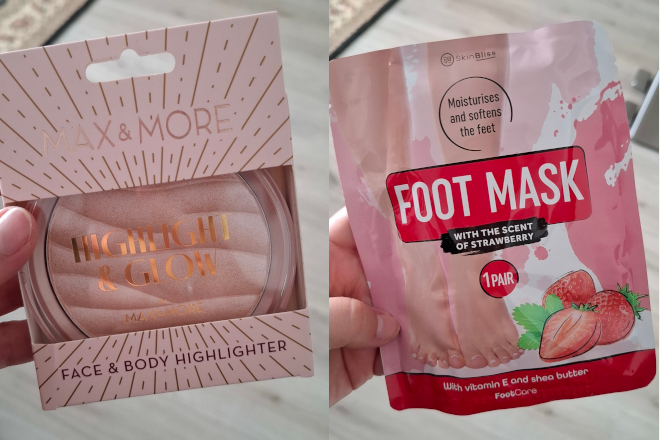 MAX & MORE
HIGHLIGHT
& GLOW
FACE & BODY HIGHLIGHTER
SkinBliss
Moisturises
and softens
the feet
FOOT MASK
WITH THE SCENT
OF STRAWBERRY
1 PAIR
With vitamin E and shea butter
FootCare